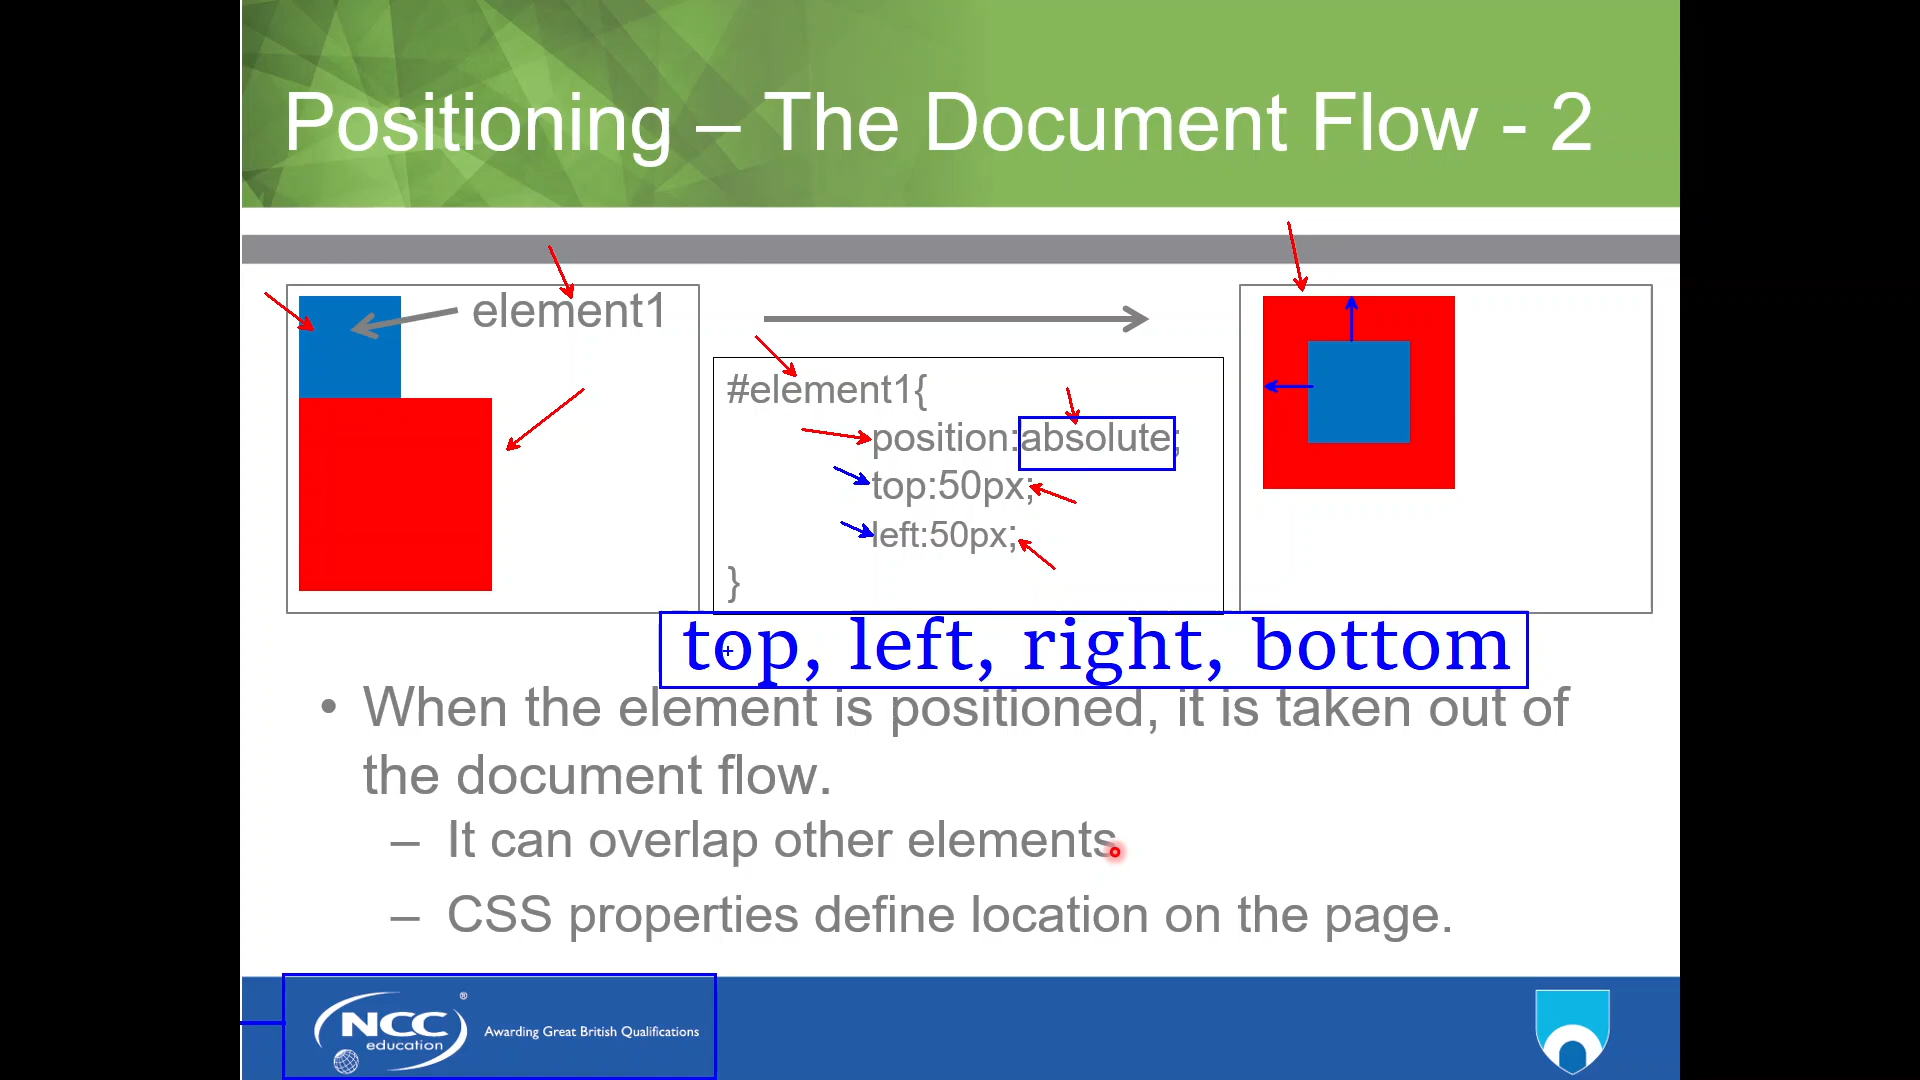 Positioning – The Document Flow - 2
element1
#element1{
position:absolute;
top:50px;
left:50px;
}
top, left, right, bottom
• When the element is positioned, it is taken out of
the document flow.
– It can overlap other elements.
– CSS properties define location on the page.
NCC ®
education
Awarding Great British Qualifications